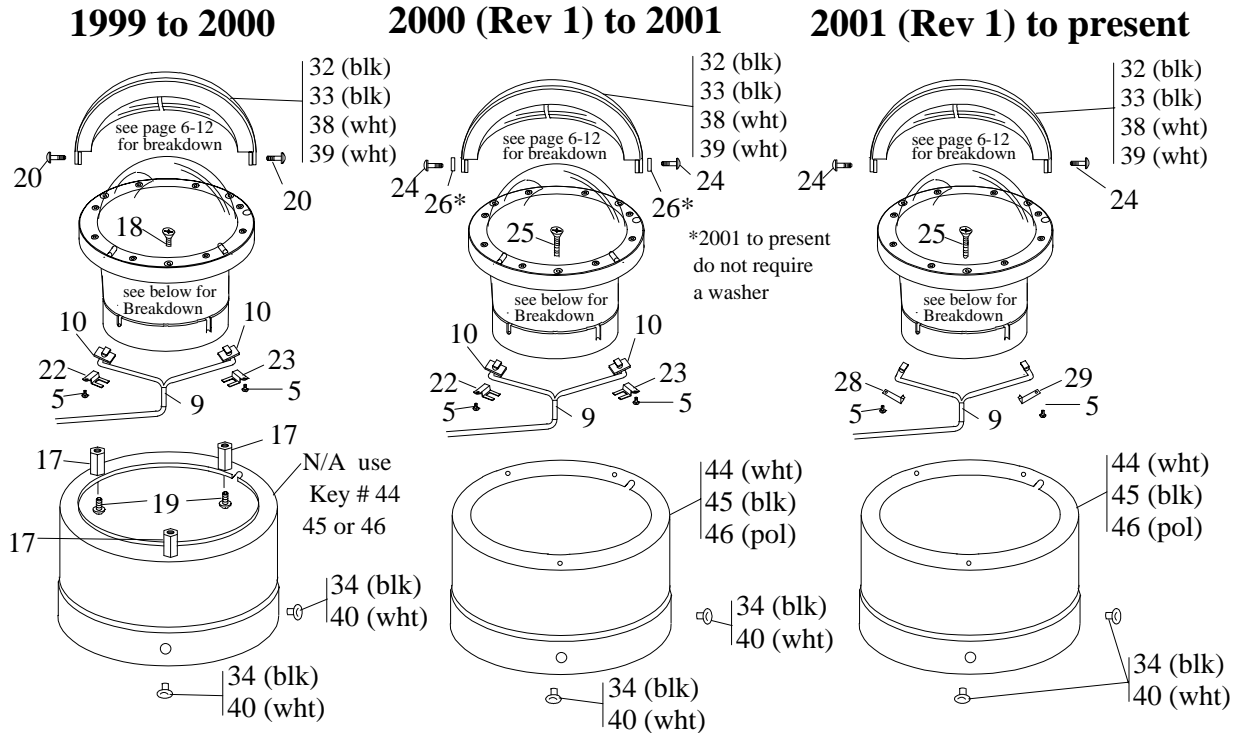 1999 to 2000
32 (blk)
33 (blk)
38 (wht)
39 (wht)
see page 6-12
for breakdown
20
20
18
see below for
Breakdown
10
10
22
23
5
5
9
17
17
17
19
N/A use
Key # 44
45 or 46
34 (blk)
40 (wht)
34 (blk)
40 (wht)
2000 (Rev 1) to 2001
32 (blk)
33 (blk)
38 (wht)
39 (wht)
see page 6-12
for breakdown
24
24
26*
26*
25
*2001 to present
do not require
a washer
see below for
Breakdown
10
10
22
23
5
5
9
44 (wht)
45 (blk)
46 (pol)
34 (blk)
40 (wht)
34 (blk)
40 (wht)
2001 (Rev 1) to present
32 (blk)
33 (blk)
38 (wht)
39 (wht)
see page 6-12
for breakdown
24
24
25
see below for
Breakdown
28
29
5
5
9
44 (wht)
45 (blk)
46 (pol)
34 (blk)
40 (wht)